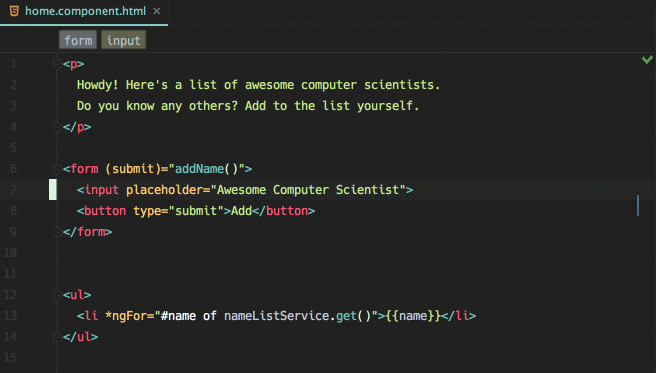 home.component.html ×
form input
1 <p>
2 Howdy! Here's a list of awesome computer scientists.
3 Do you know any others? Add to the list yourself.
4 </p>
5
6 <form (submit)="addName()">
7 <input placeholder="Awesome Computer Scientist">
8 <button type="submit">Add</button>
9 </form>
10
11
12 <ul>
13 <li *ngFor="#name of nameListService.get()">{{name}}</li>
14 </ul>
15